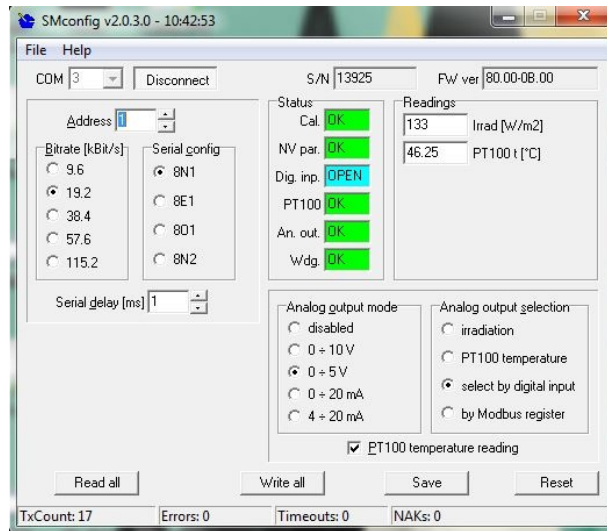 SMconfig v2.0.3.0 - 10:42:53
File Help
COM 3 Disconnect S/N 13925 FW ver 80.00-0B.00
Address 1
Bitrate [kBit/s]
9.6
19.2
38.4
57.6
115.2
Serial config
8N1
8E1
8O1
8N2
Serial delay [ms] 1
Status
Cal. OK
NV par. OK
Dig. inp. OPEN
PT100 OK
An. out. OK
Wdg. OK
Readings
133 Irrad [W/m2]
46.25 PT100 t [°C]
Analog output mode
disabled
0 ÷ 10 V
0 ÷ 5 V
0 ÷ 20 mA
4 ÷ 20 mA
Analog output selection
irradiation
PT100 temperature
select by digital input
by Modbus register
PT100 temperature reading
Read all Write all Save Reset
TxCount: 17 Errors: 0 Timeouts: 0 NAKs: 0